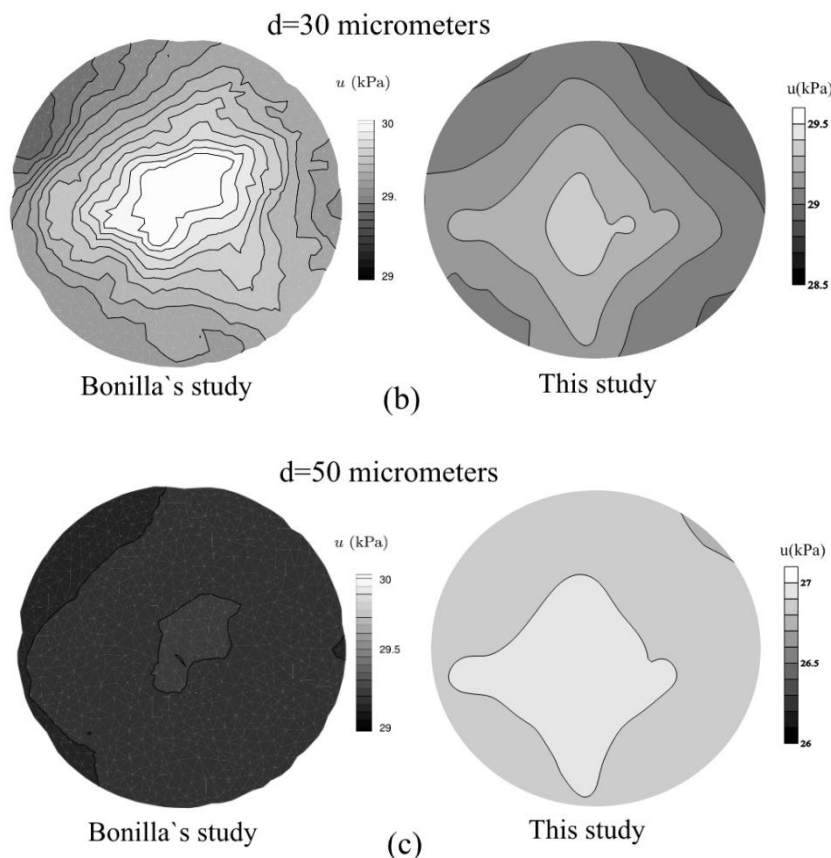 d=30 micrometers
u (kPa)
30
29.
29
u(kPa)
29.5
29
28.5
Bonilla`s study
This study
(b)
d=50 micrometers
u (kPa)
30
29.5
29
u(kPa)
27
26.5
26
Bonilla`s study
This study
(c)